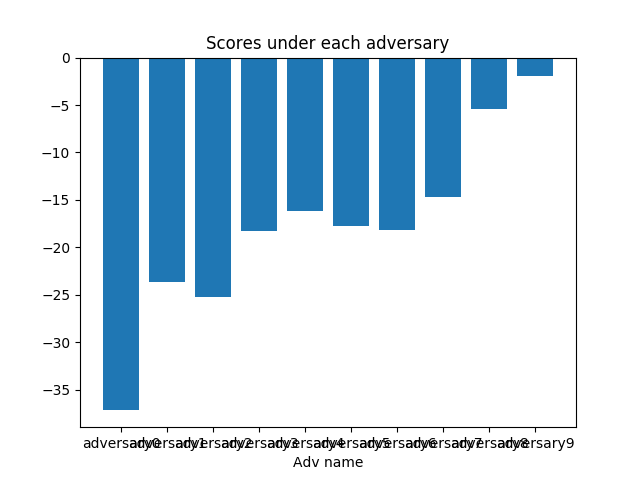 Scores under each adversary
0
−5
−10
−15
−20
−25
−30
−35
adversary0 adversary1 adversary2 adversary3 adversary4 adversary5 adversary6 adversary7 adversary8 adversary9
Adv name